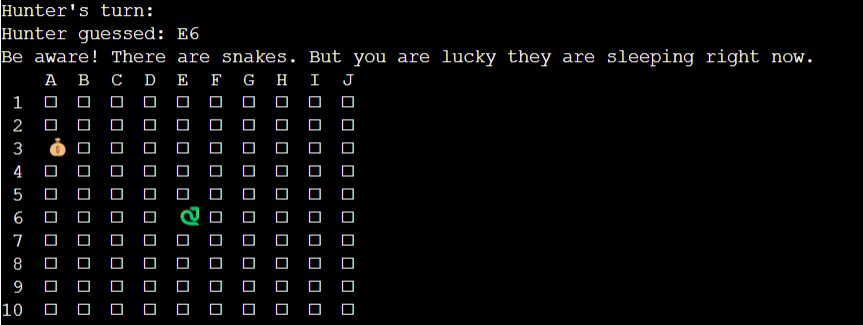 Hunter's turn:
Hunter guessed: E6
Be aware! There are snakes. But you are lucky they are sleeping right now.
A B C D E F G H I J
1 □ □ □ □ □ □ □ □ □ □
2 □ □ □ □ □ □ □ □ □ □
3 💰 □ □ □ □ □ □ □ □ □
4 □ □ □ □ □ □ □ □ □ □
5 □ □ □ □ □ □ □ □ □ □
6 □ □ □ □ 🐍 □ □ □ □ □
7 □ □ □ □ □ □ □ □ □ □
8 □ □ □ □ □ □ □ □ □ □
9 □ □ □ □ □ □ □ □ □ □
10 □ □ □ □ □ □ □ □ □ □